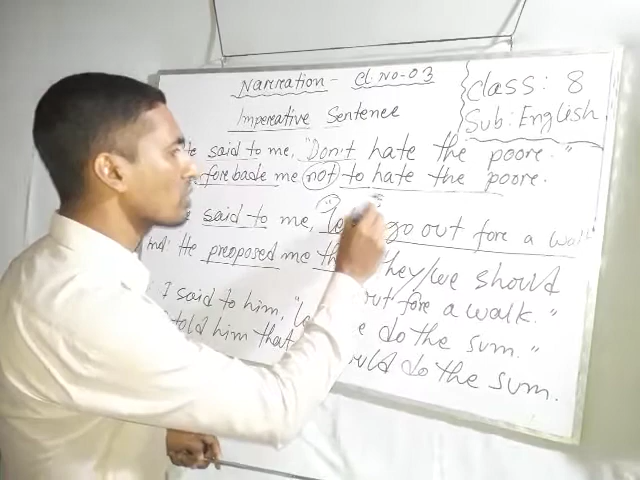 Narration - Cl. No-03
Class: 8
Imperative Sentence
Sub: English
said to me, "Don't hate the poore."
forebade me not to hate the poore.
said to me, go out fore a walk
He preoposed me they/we should
I said to him, out fore a walk."
told him that do the sum."
do the sum.